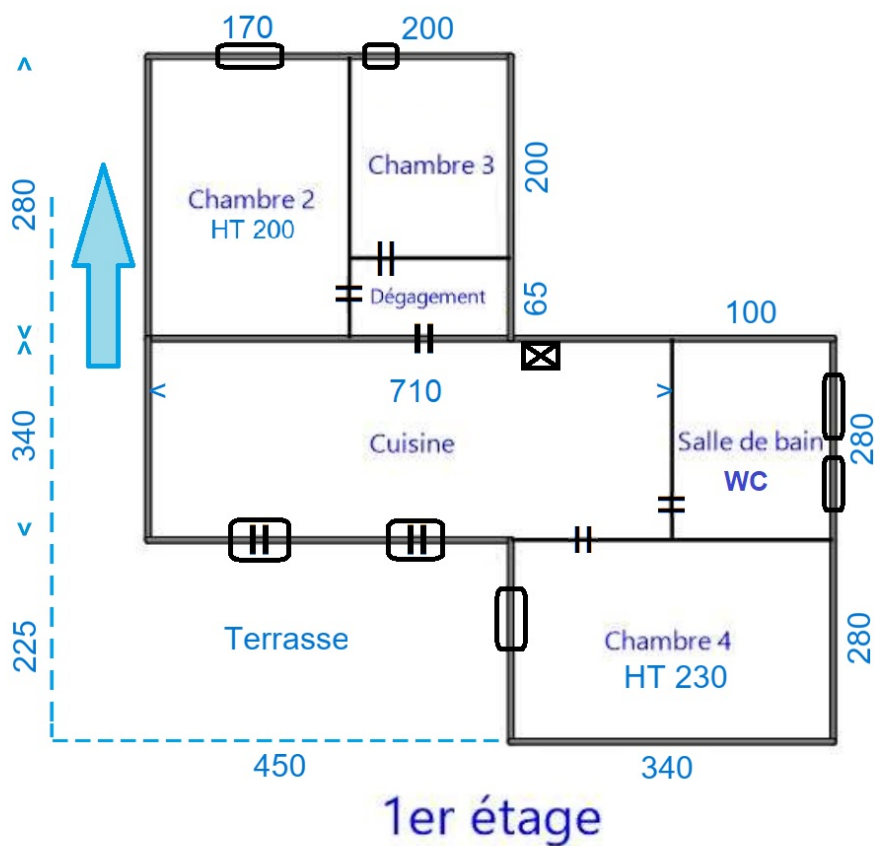 170
200
280
Chambre 2
HT 200
Chambre 3
200
Dégagement
65
100
340
710
Cuisine
Salle de bain
WC
280
225
Terrasse
Chambre 4
HT 230
280
450
340
1er étage